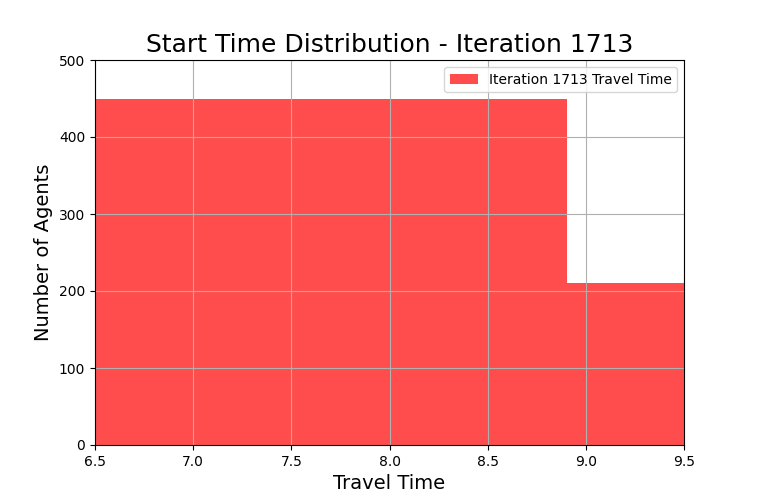 Start Time Distribution - Iteration 1713
500
Iteration 1713 Travel Time
400
300
200
100
0
Number of Agents
6.5 7.0 7.5 8.0 8.5 9.0 9.5
Travel Time